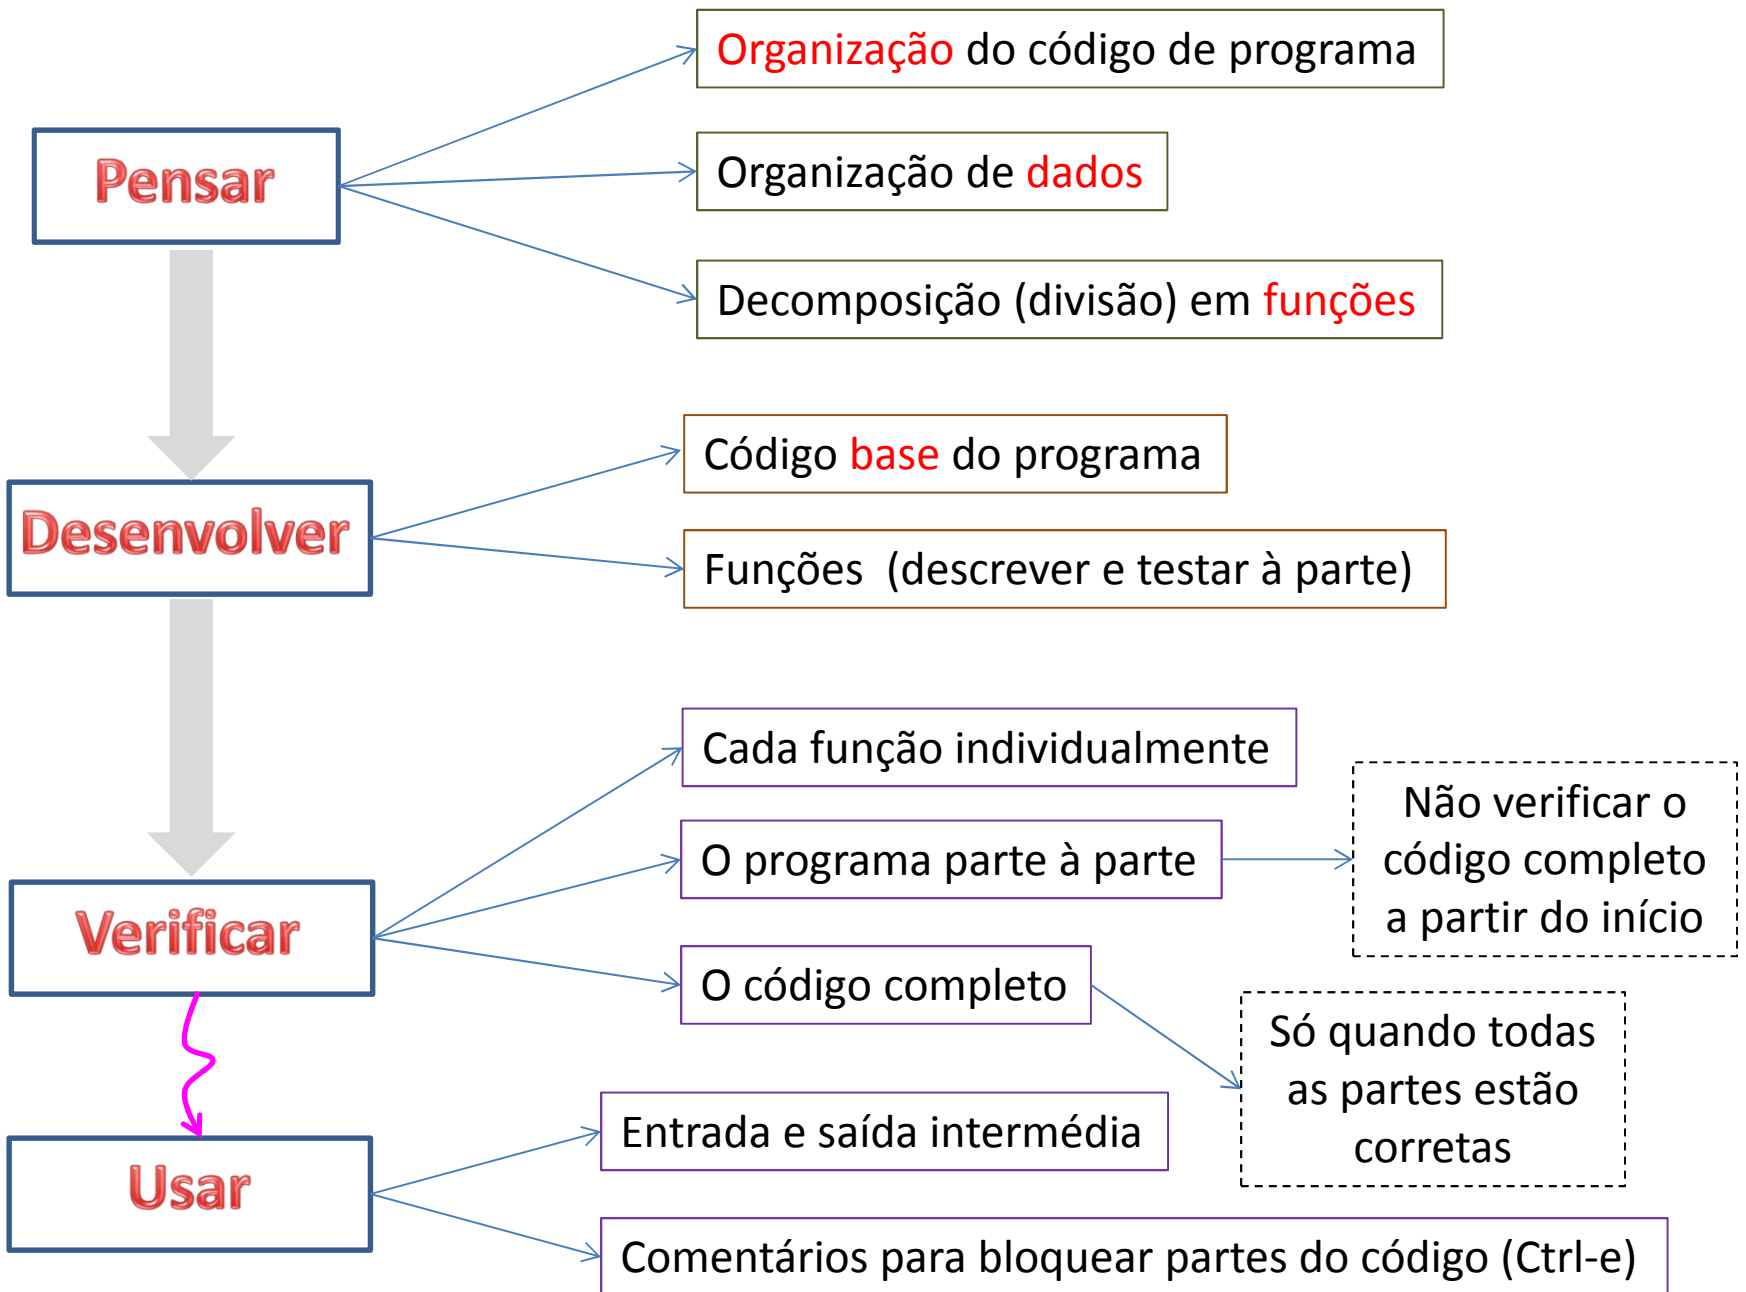 Pensar
Organização do código de programa
Organização de dados
Decomposição (divisão) em funções
Desenvolver
Código base do programa
Funções (descrever e testar à parte)
Verificar
Cada função individualmente
O programa parte à parte
Não verificar o
código completo
a partir do início
O código completo
Só quando todas
as partes estão
corretas
Usar
Entrada e saída intermédia
Comentários para bloquear partes do código (Ctrl-e)